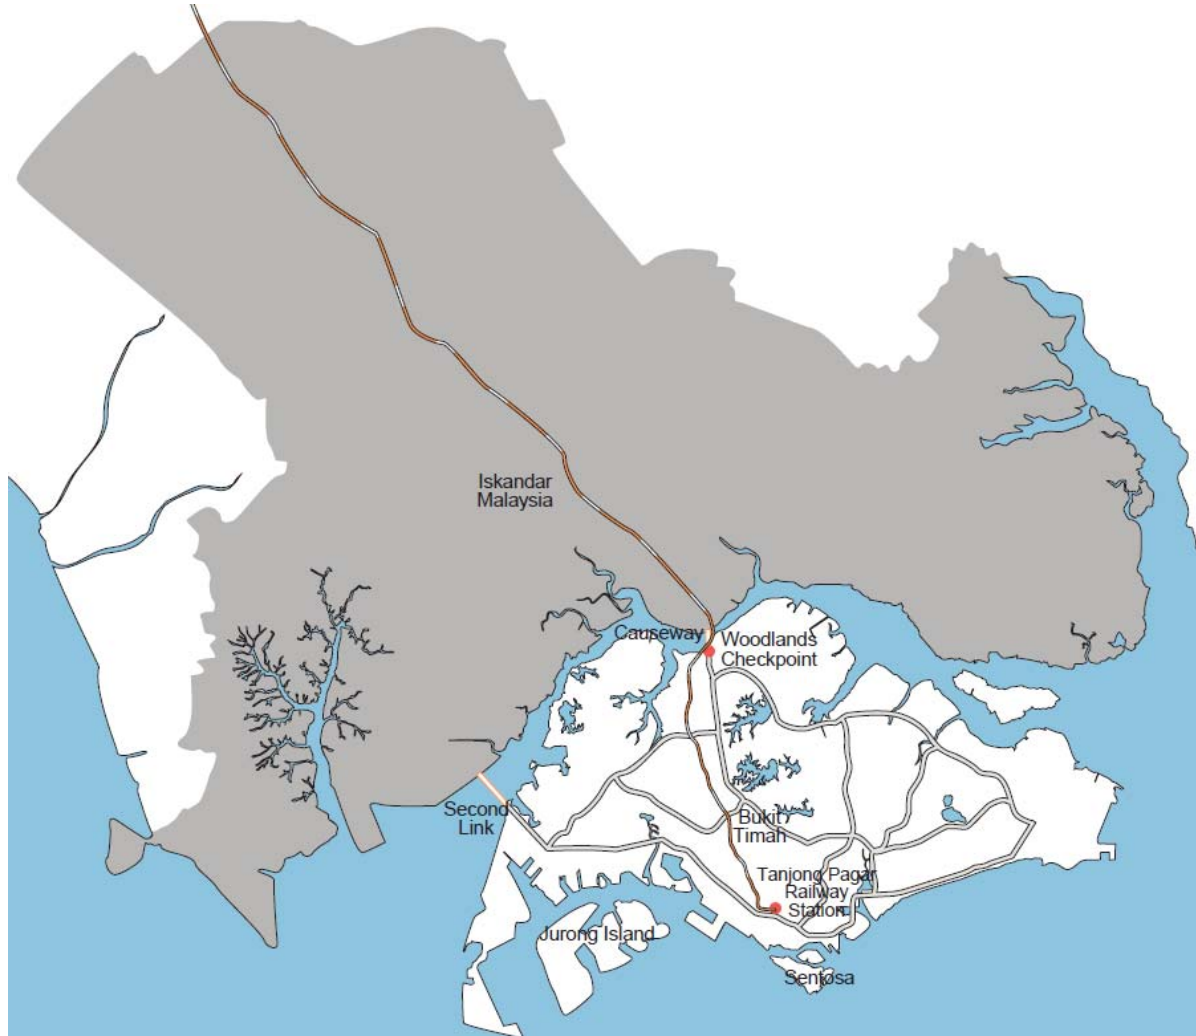 Iskandar
Malaysia
Causeway
Woodlands
Checkpoint
Second
Link
Bukit
Timah
Tanjong Pagar
Railway
Station
Jurong Island
Sentosa